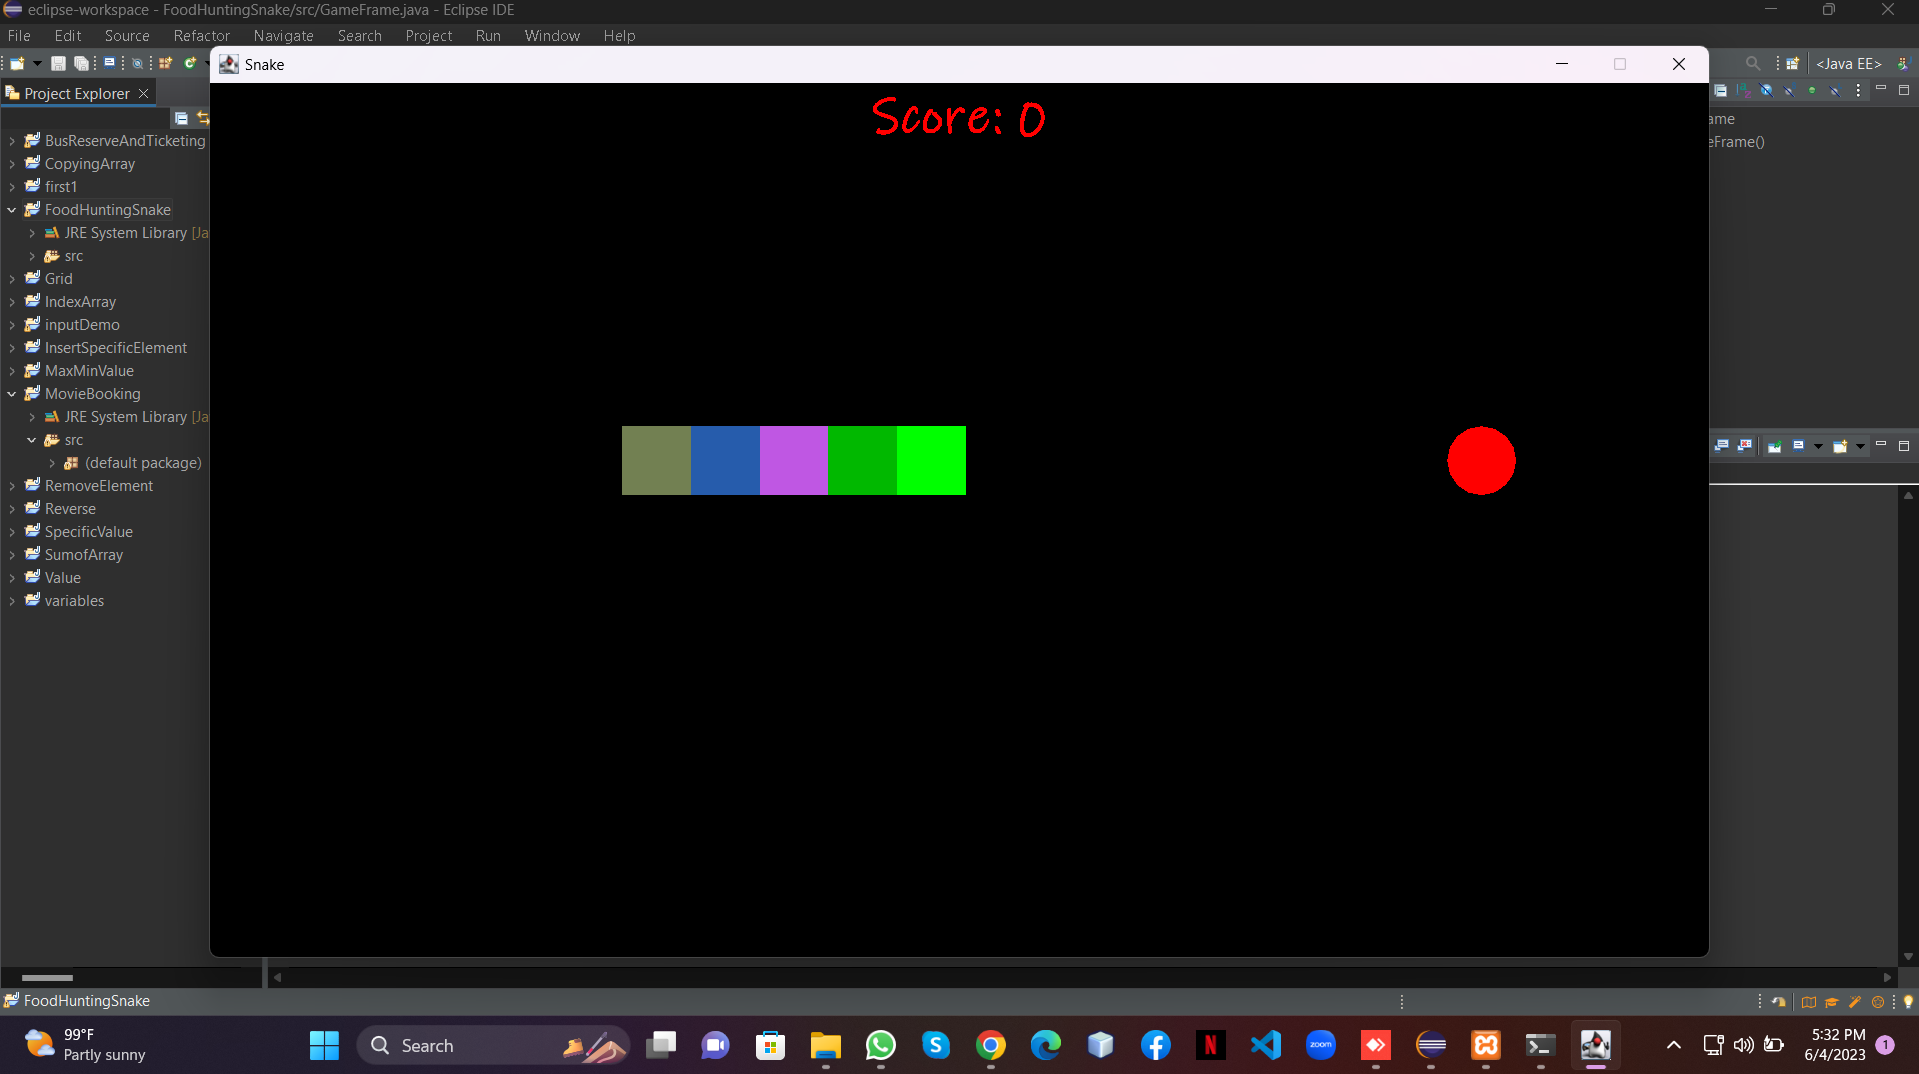 eclipse-workspace - FoodHuntingSnake/src/GameFrame.java - Eclipse IDE
File Edit Source Refactor Navigate Search Project Run Window Help
Snake
<Java EE>
Project Explorer
Score: 0
ame
eFrame()
BusReserveAndTicketing
CopyingArray
first1
FoodHuntingSnake
JRE System Library [Ja
src
Grid
IndexArray
inputDemo
InsertSpecificElement
MaxMinValue
MovieBooking
JRE System Library [Ja
src
(default package)
RemoveElement
Reverse
SpecificValue
SumofArray
Value
variables
FoodHuntingSnake
99°F
Partly sunny
Search
zoom
5:32 PM
6/4/2023
1